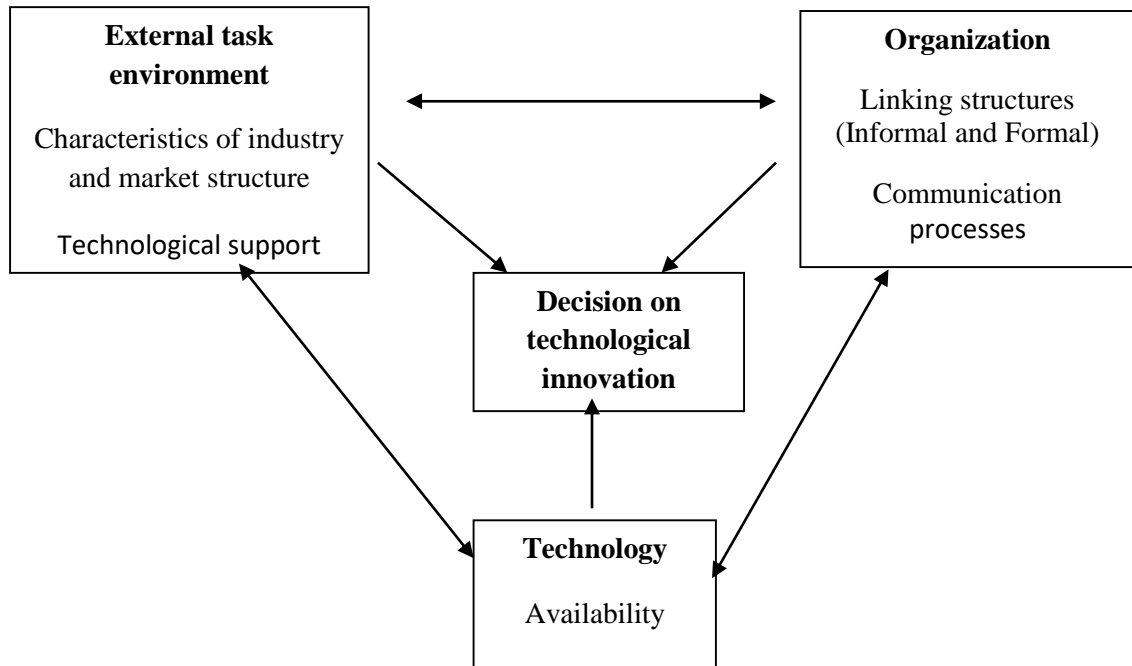 External task
environment
Characteristics of industry
and market structure
Technological support
Organization
Linking structures
(Informal and Formal)
Communication
processes
Decision on
technological
innovation
Technology
Availability